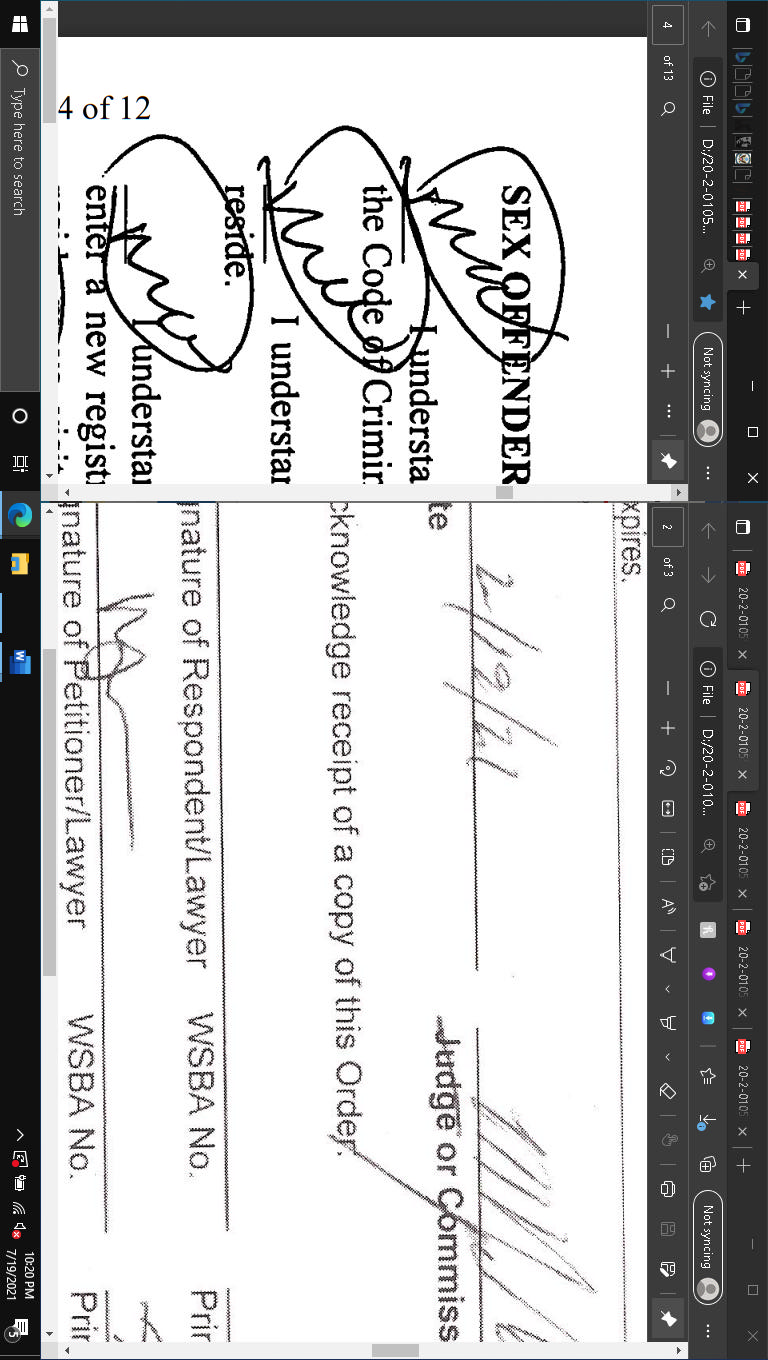 4
of 13
File
D:/20-2-0105...
Not syncing
4 of 12
SEX OFFENDER
I understa
the Code of Crimin
I understan
reside.
understan
enter a new registr
20-2-0105
20-2-0105
20-2-0105
20-2-0105
20-2-0105
File
D:/20-2-010...
Not syncing
2
of 3
xpires.
2/19/21
te
Judge or Commiss
cknowledge receipt of a copy of this Order.
nature of Respondent/Lawyer WSBA No. Prin
nature of Petitioner/Lawyer WSBA No. Prin
Type here to search
10:20 PM
7/19/2021
5